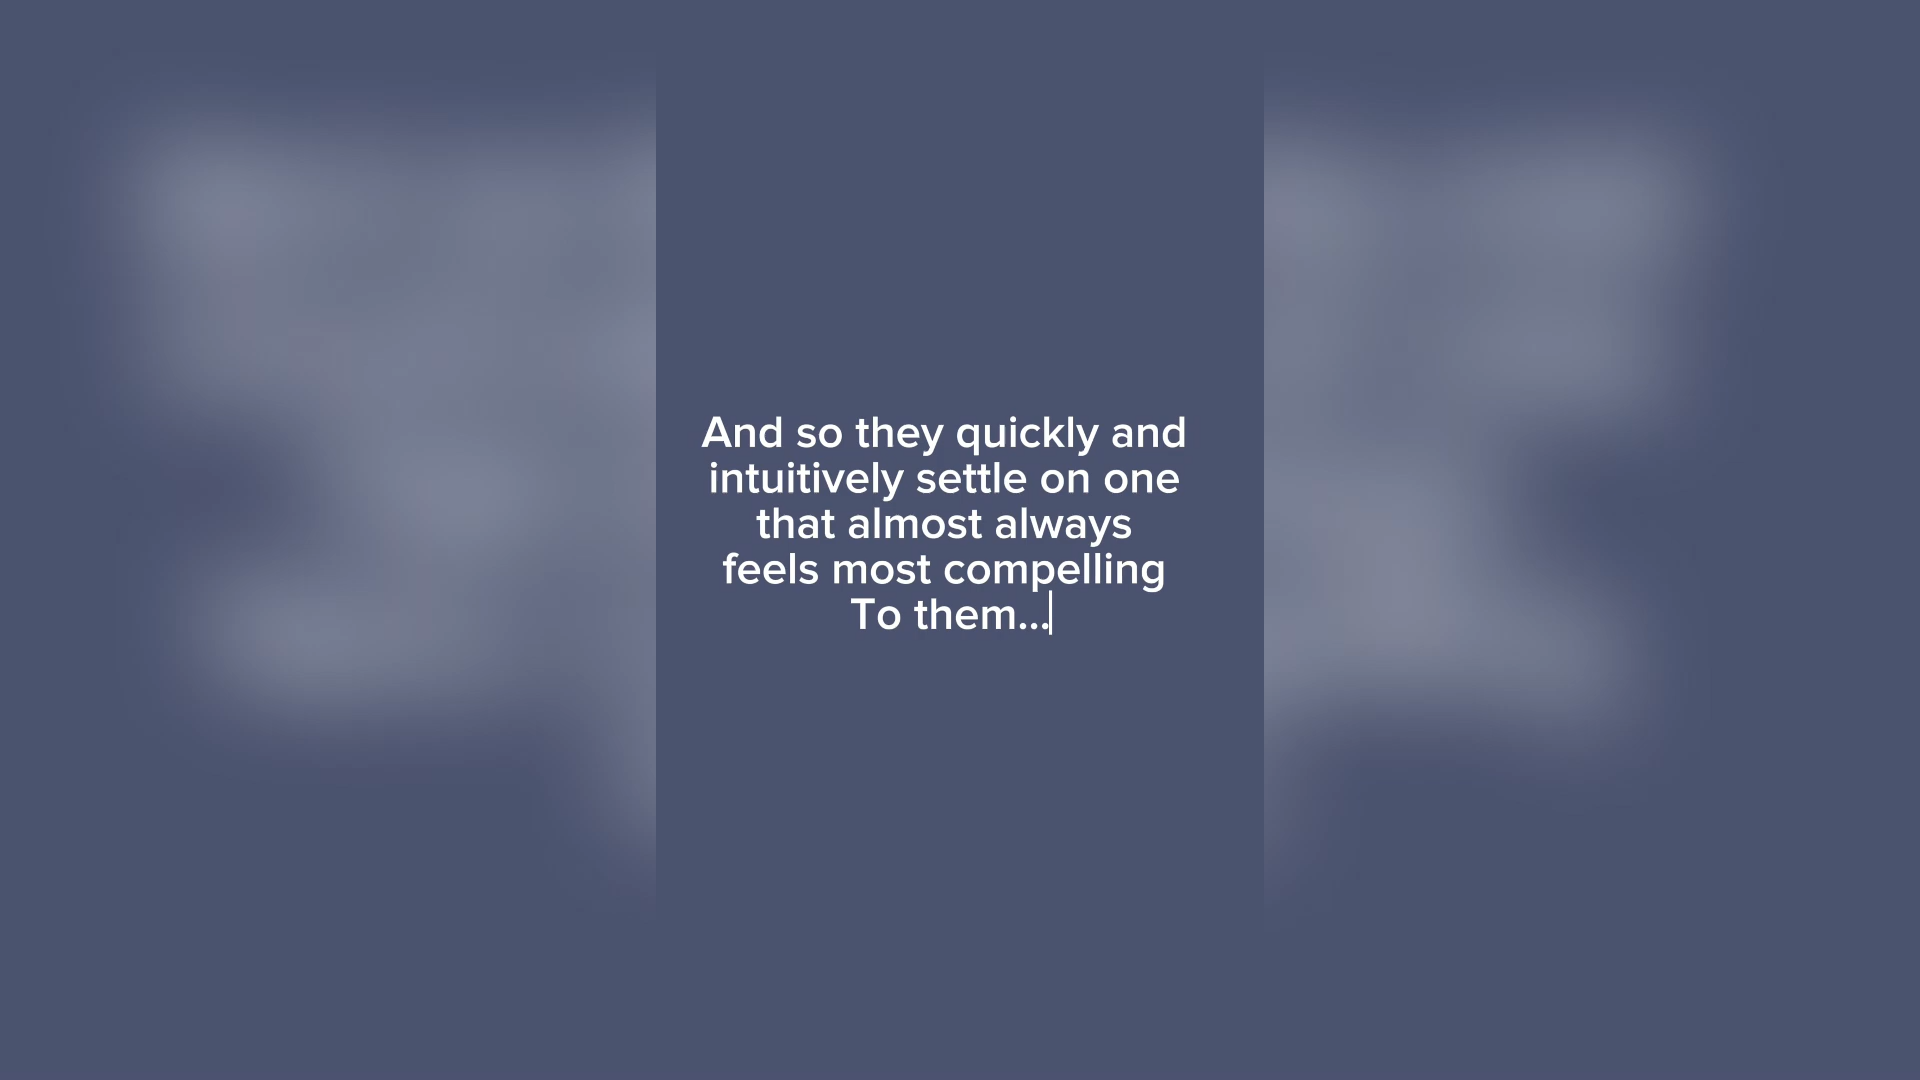 And so they quickly and
intuitively settle on one
that almost always
feels most compelling
To them...